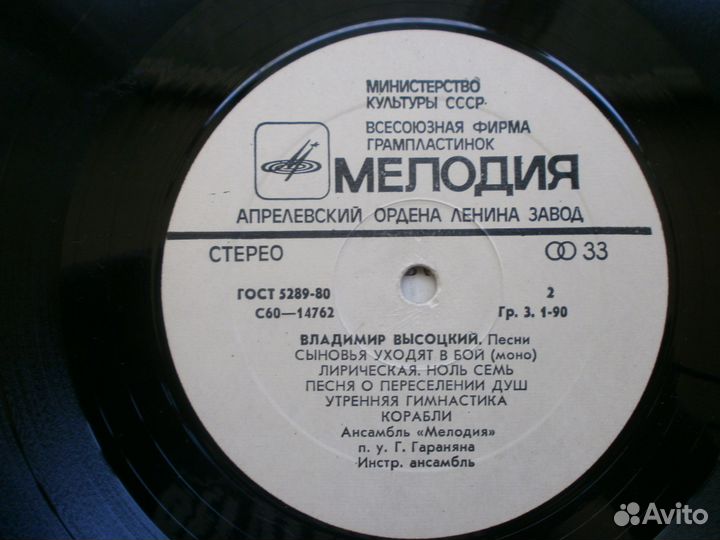 МИНИСТЕРСТВО
КУЛЬТУРЫ СССР
ВСЕСОЮЗНАЯ ФИРМА
ГРАМПЛАСТИНОК
МЕЛОДИЯ
АПРЕЛЕВСКИЙ ОРДЕНА ЛЕНИНА ЗАВОД
СТЕРЕО 33
ГОСТ 5289-80 2
С60—14762 Гр. 3. 1-90
ВЛАДИМИР ВЫСОЦКИЙ. Песни
СЫНОВЬЯ УХОДЯТ В БОЙ (моно)
ЛИРИЧЕСКАЯ. НОЛЬ СЕМЬ
ПЕСНЯ О ПЕРЕСЕЛЕНИИ ДУШ
УТРЕННЯЯ ГИМНАСТИКА
КОРАБЛИ
Ансамбль «Мелодия»
п. у. Г. Гараняна
Инстр. ансамбль
Avito